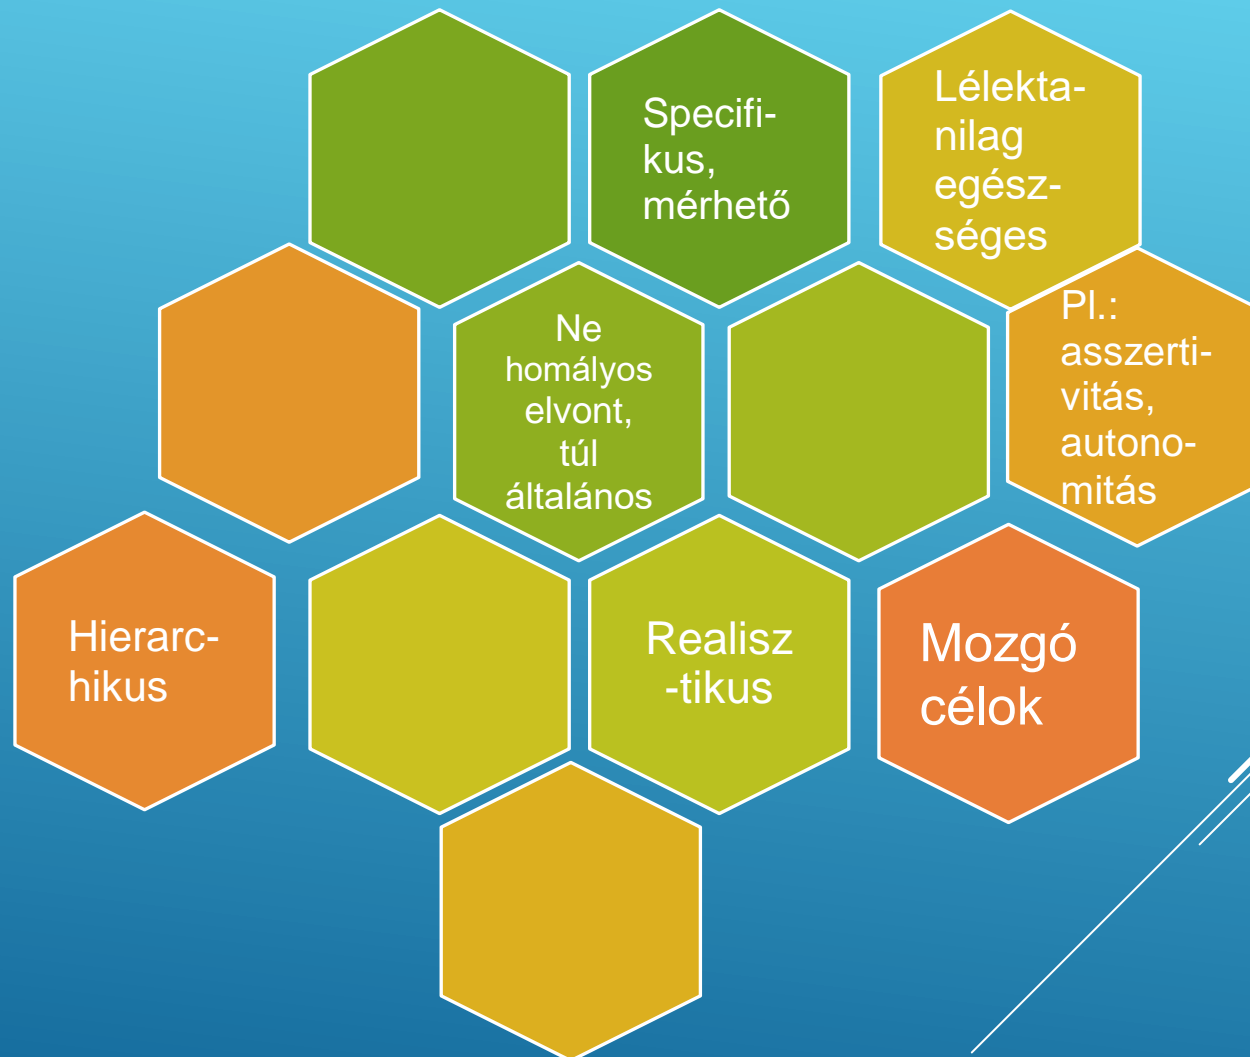 Specifi-
kus,
mérhető
Lélekta-
nilag
egész-
séges
Ne
homályos
elvont,
túl
általános
Pl.:
asszerti-
vitás,
autono-
mitás
Hierarc-
hikus
Realisz
-tikus
Mozgó
célok